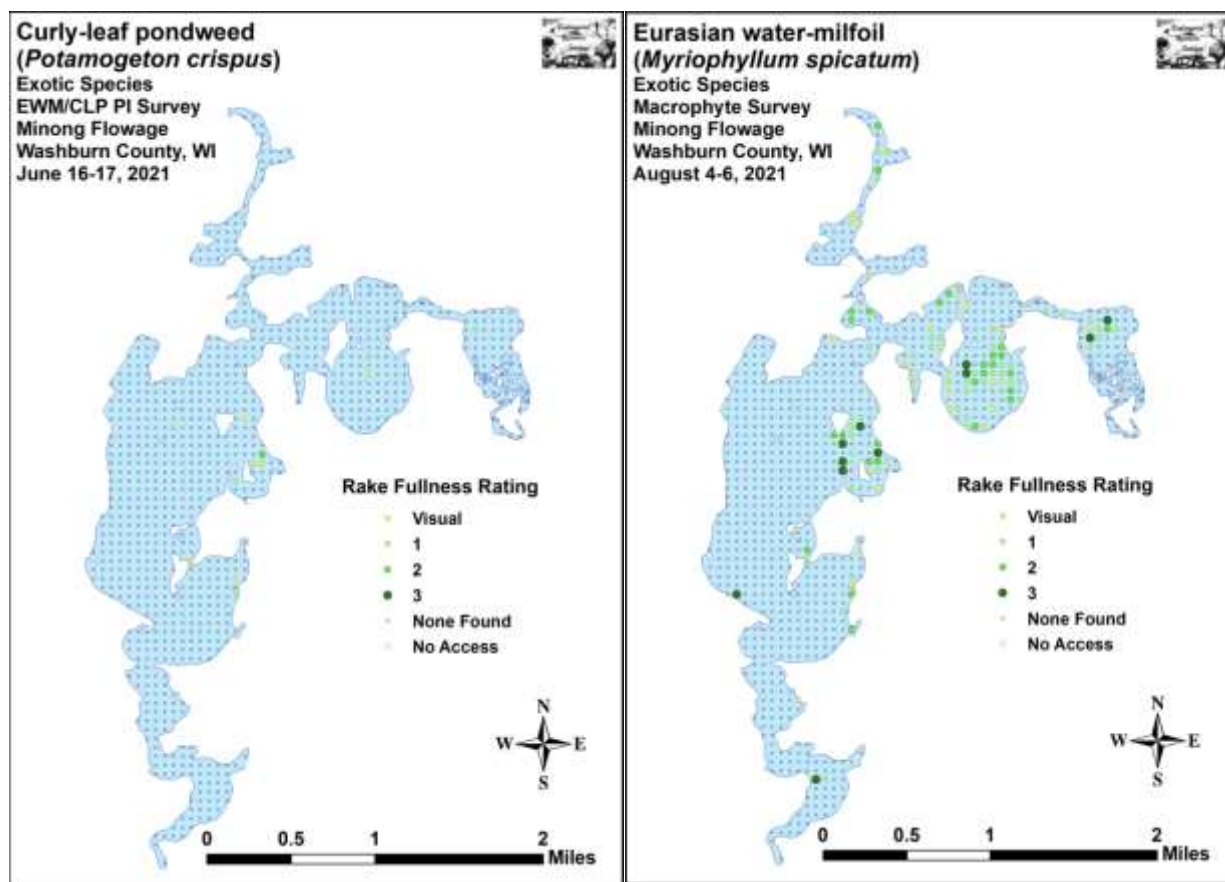 Curly-leaf pondweed
(Potamogeton crispus)
Exotic Species
EWM/CLP PI Survey
Minong Flowage
Washburn County, WI
June 16-17, 2021
Rake Fullness Rating
Visual
1
2
3
None Found
No Access
N
W E
S
0 0.5 1 2
Miles
Eurasian water-milfoil
(Myriophyllum spicatum)
Exotic Species
Macrophyte Survey
Minong Flowage
Washburn County, WI
August 4-6, 2021
Rake Fullness Rating
Visual
1
2
3
None Found
No Access
N
W E
S
0 0.5 1 2
Miles